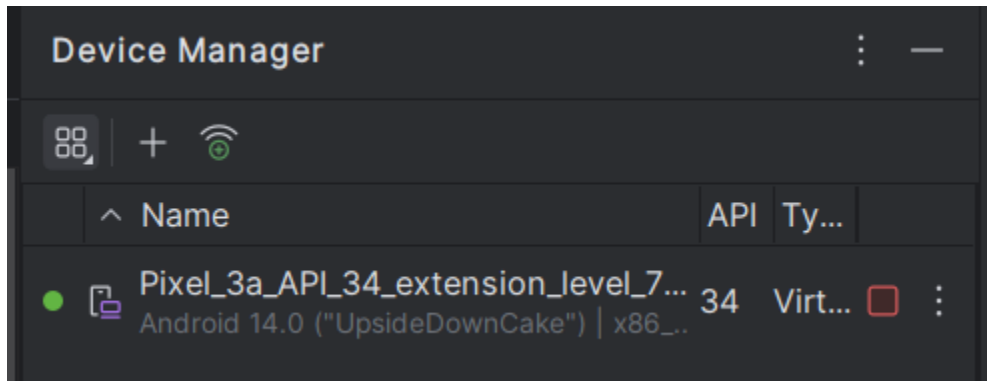 Device Manager
Name API Ty...
Pixel_3a_API_34_extension_level_7... 34 Virt...
Android 14.0 ("UpsideDownCake") | x86_..